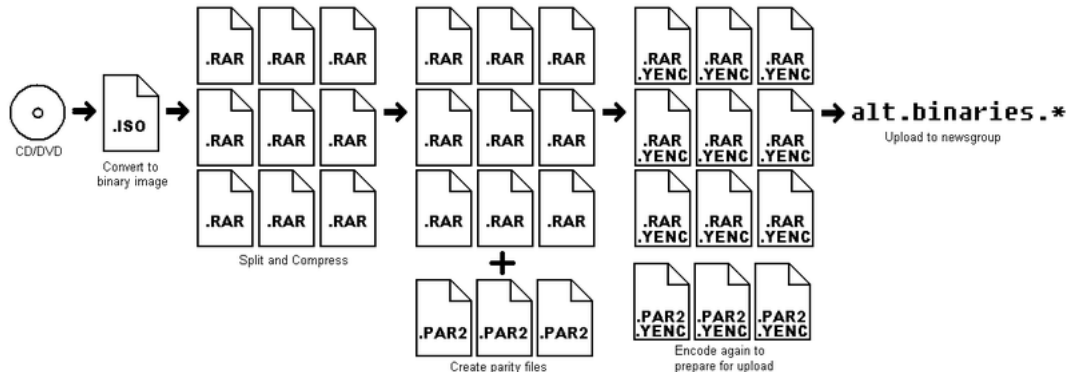 .RAR .RAR .RAR .RAR .RAR .RAR .RAR
.YENC .RAR
.YENC .RAR
.YENC
CD/DVD
.ISO
.RAR .RAR .RAR .RAR .RAR .RAR .RAR
.YENC .RAR
.YENC .RAR
.YENC
alt.binaries.*
Upload to newsgroup
Convert to
binary image
.RAR .RAR .RAR .RAR .RAR .RAR .RAR
.YENC .RAR
.YENC .RAR
.YENC
Split and Compress
+
.PAR2 .PAR2 .PAR2
Create parity files
.PAR2
.YENC .PAR2
.YENC .PAR2
.YENC
Encode again to
prepare for upload